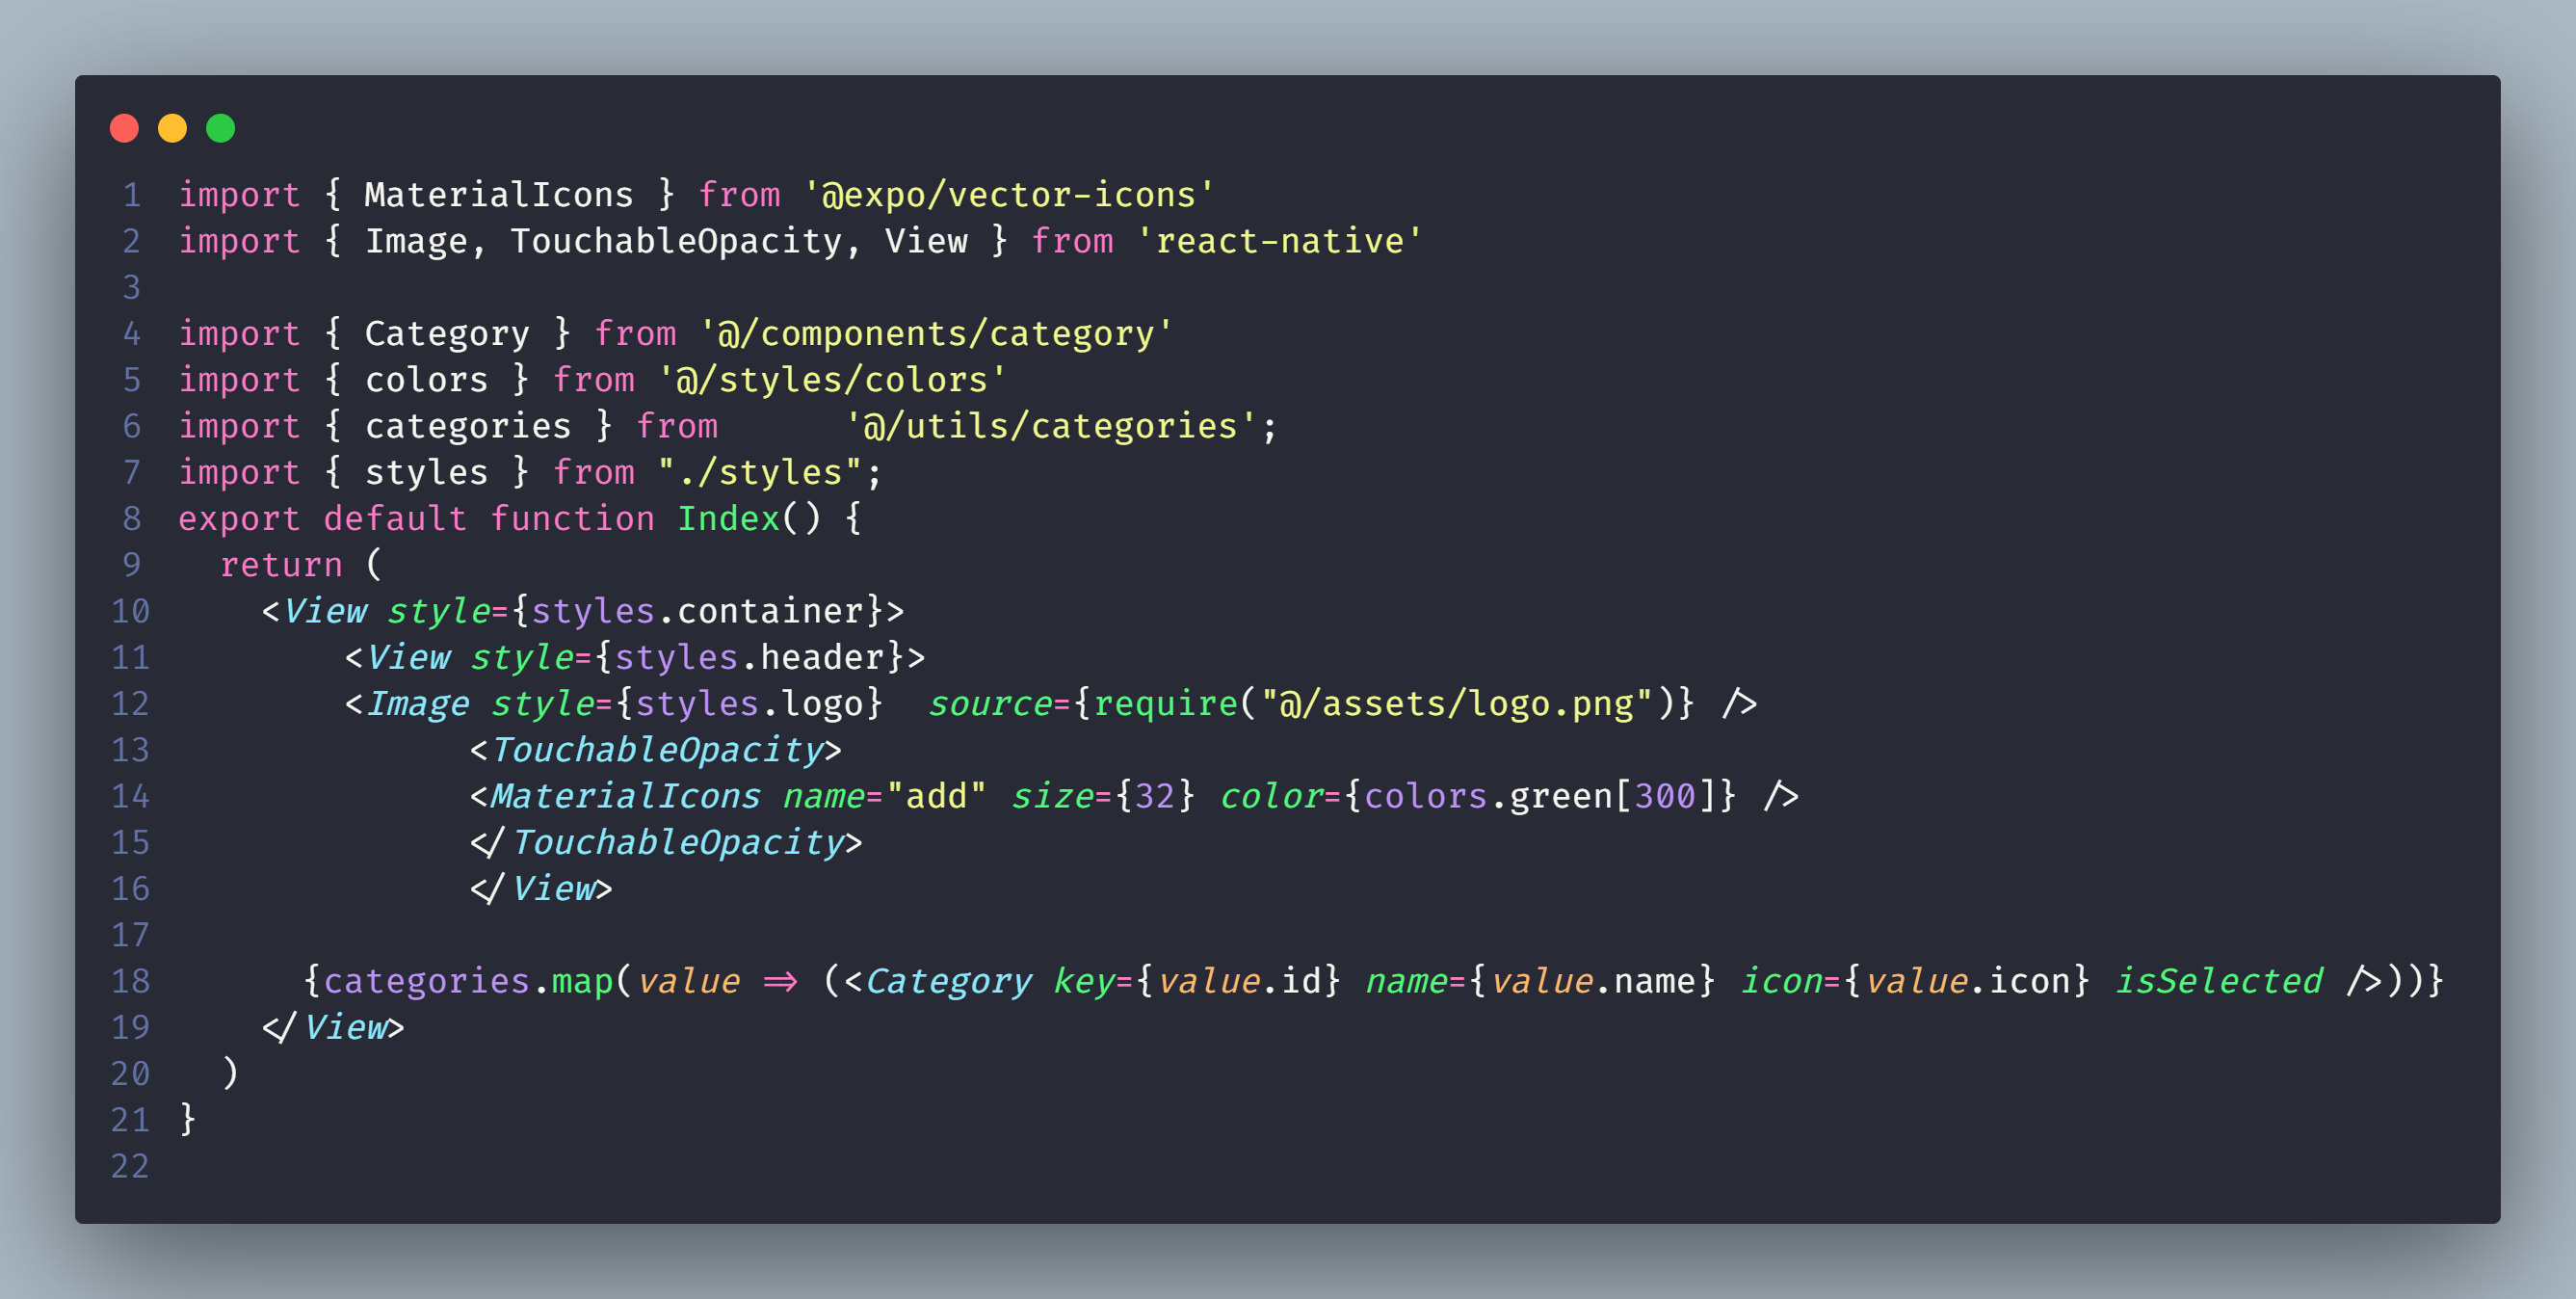 1 import { MaterialIcons } from '@expo/vector-icons'
2 import { Image, TouchableOpacity, View } from 'react-native'
3
4 import { Category } from '@/components/category'
5 import { colors } from '@/styles/colors'
6 import { categories } from      '@/utils/categories';
7 import { styles } from "./styles";
8 export default function Index() {
9   return (
10     <View style={styles.container}>
11         <View style={styles.header}>
12         <Image style={styles.logo}  source={require("@/assets/logo.png")} />
13               <TouchableOpacity>
14               <MaterialIcons name="add" size={32} color={colors.green[300]} />
15               </TouchableOpacity>
16               </View>
17
18       {categories.map(value => (<Category key={value.id} name={value.name} icon={value.icon} isSelected />))}
19     </View>
20   )
21 }
22